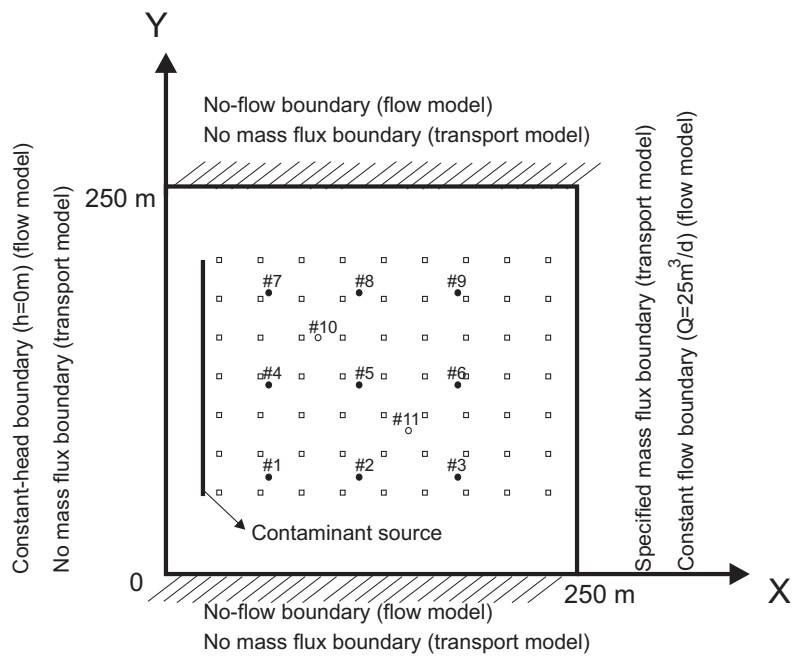 Y
No-flow boundary (flow model)
No mass flux boundary (transport model)
250 m
Constant-head boundary (h=0m) (flow model)
No mass flux boundary (transport model)
#7 #8 #9
#10
#4 #5 #6
#11
#1 #2 #3
Contaminant source
Specified mass flux boundary (transport model)
Constant flow boundary (Q=25m³/d) (flow model)
0
250 m
X
No-flow boundary (flow model)
No mass flux boundary (transport model)